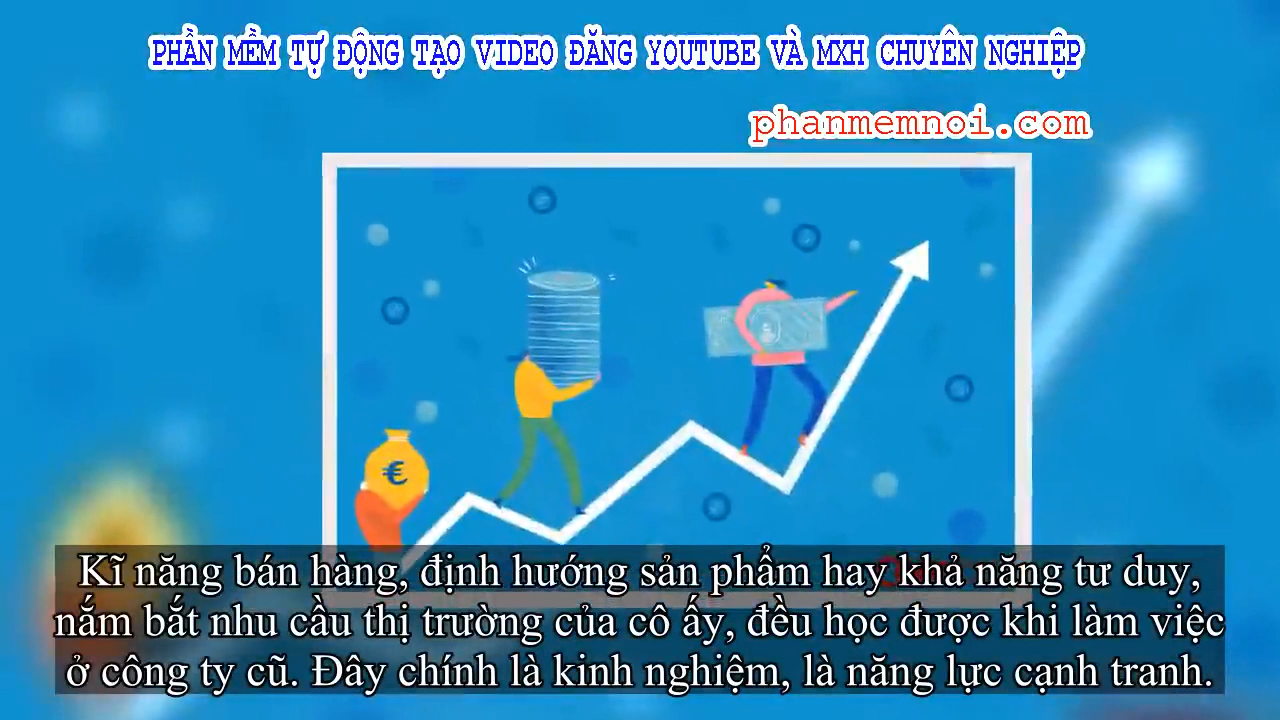 PHẦN MỀM TỰ ĐỘNG TẠO VIDEO ĐĂNG YOUTUBE VÀ MXH CHUYÊN NGHIỆP
phanmemnoi.com
€
Kĩ năng bán hàng, định hướng sản phẩm hay khả năng tư duy,
nắm bắt nhu cầu thị trường của cô ấy, đều học được khi làm việc
ở công ty cũ. Đây chính là kinh nghiệm, là năng lực cạnh tranh.